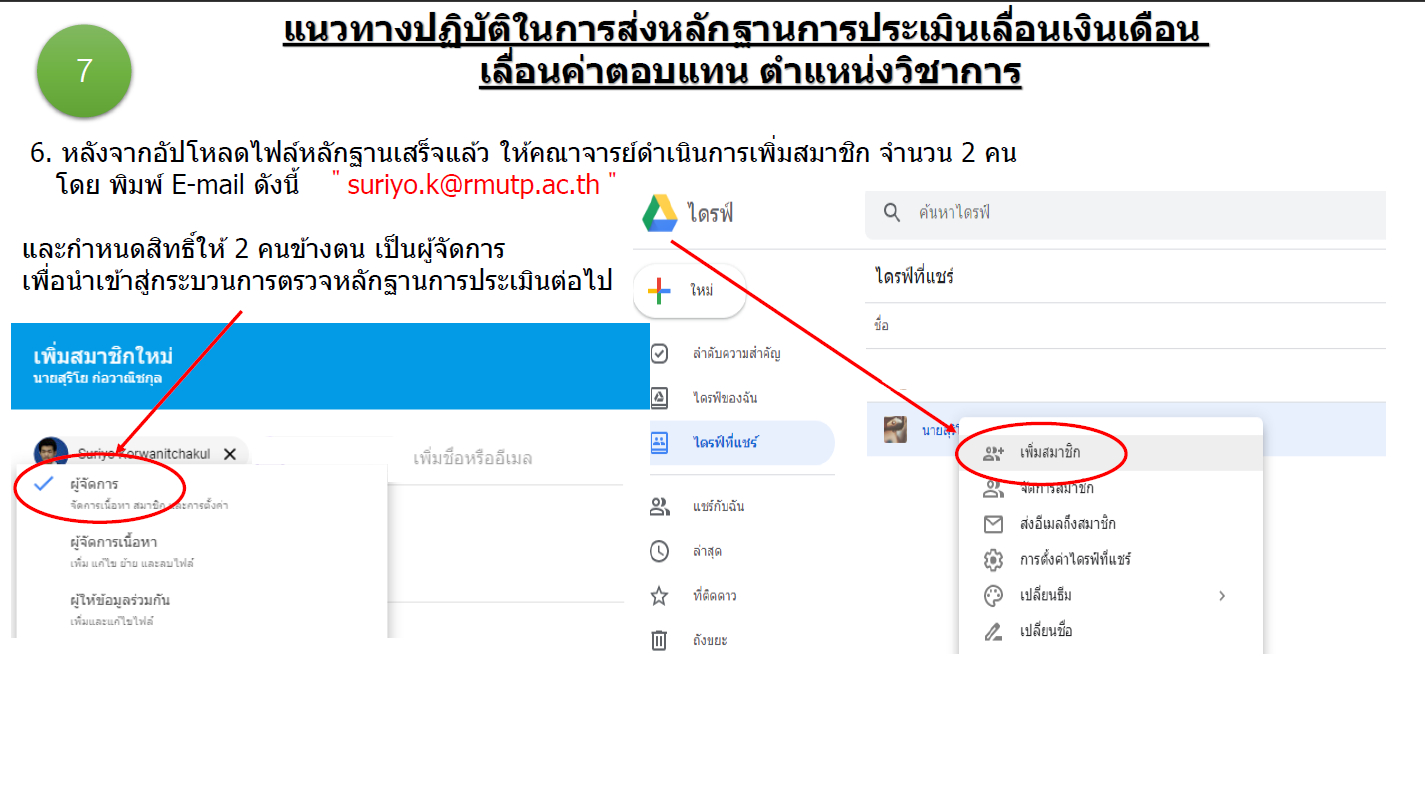 7
แนวทางปฏิบัติในการส่งหลักฐานการประเมินเลื่อนเงินเดือน
เลื่อนค่าตอบแทน ตำแหน่งวิชาการ
6. หลังจากอัปโหลดไฟล์หลักฐานเสร็จแล้ว ให้คณาจารย์ดำเนินการเพิ่มสมาชิก จำนวน 2 คน
โดย พิมพ์ E-mail ดังนี้ " suriyo.k@rmutp.ac.th "
และกำหนดสิทธิ์ให้ 2 คนข้างตน เป็นผู้จัดการ
เพื่อนำเข้าสู่กระบวนการตรวจหลักฐานการประเมินต่อไป
เพิ่มสมาชิกใหม่
นายสุริโย ก่อวาณิชกุล
Suriyo Korwanitchakul
เพิ่มชื่อหรืออีเมล
ผู้จัดการ
จัดการเนื้อหา สมาชิก และการตั้งค่า
ผู้จัดการเนื้อหา
เพิ่ม แก้ไข ย้าย และลบไฟล์
ผู้ให้ข้อมูลร่วมกัน
เพิ่มและแก้ไขไฟล์
ไดรฟ์
ค้นหาไดรฟ์
ใหม่
ลำดับความสำคัญ
ไดรฟ์ของฉัน
ไดรฟ์ที่แชร์
แชร์กับฉัน
ล่าสุด
ที่ติดดาว
ถังขยะ
ไดรฟ์ที่แชร์
ชื่อ
เพิ่มสมาชิก
จัดการสมาชิก
ส่งอีเมลถึงสมาชิก
การตั้งค่าไดรฟ์ที่แชร์
เปลี่ยนธีม
เปลี่ยนชื่อ